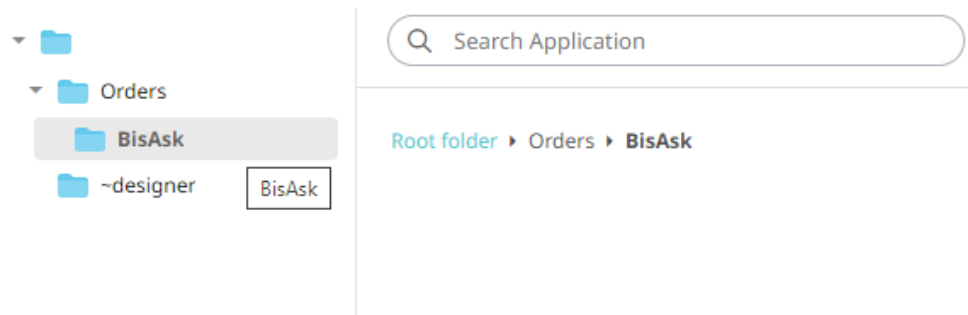 Orders
BisAsk
~designer
BisAsk
Search Application
Root folder Orders BisAsk